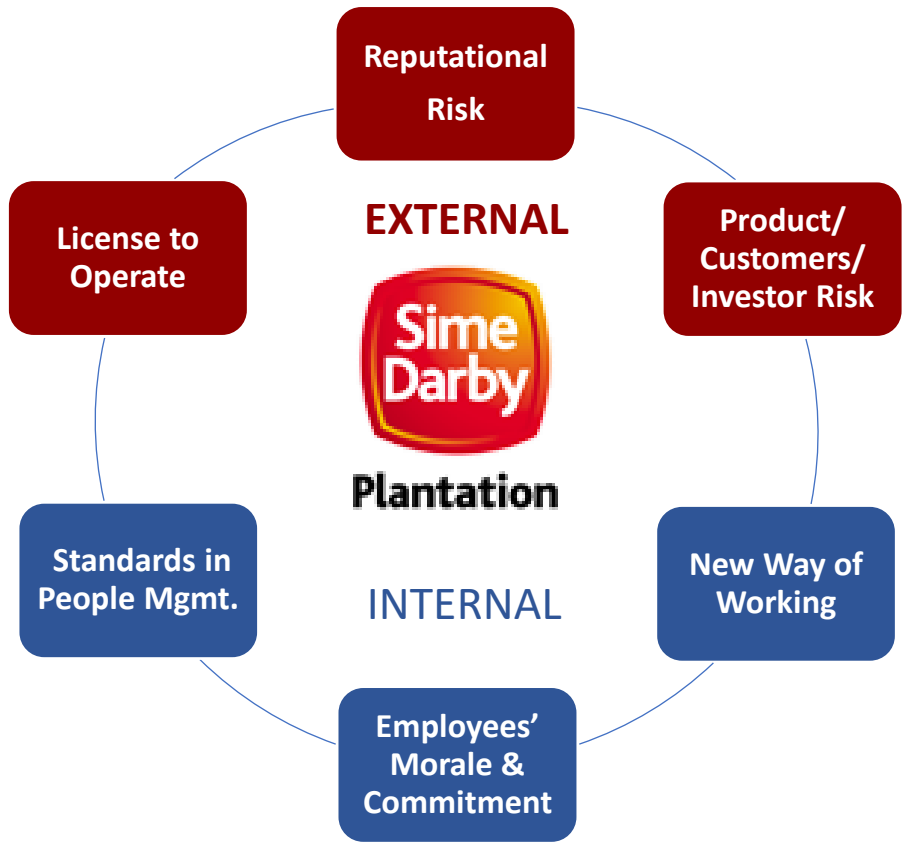 Reputational
Risk
EXTERNAL
License to
Operate
Product/
Customers/
Investor Risk
Sime
Darby
Plantation
Standards in
People Mgmt.
INTERNAL
New Way of
Working
Employees’
Morale &
Commitment